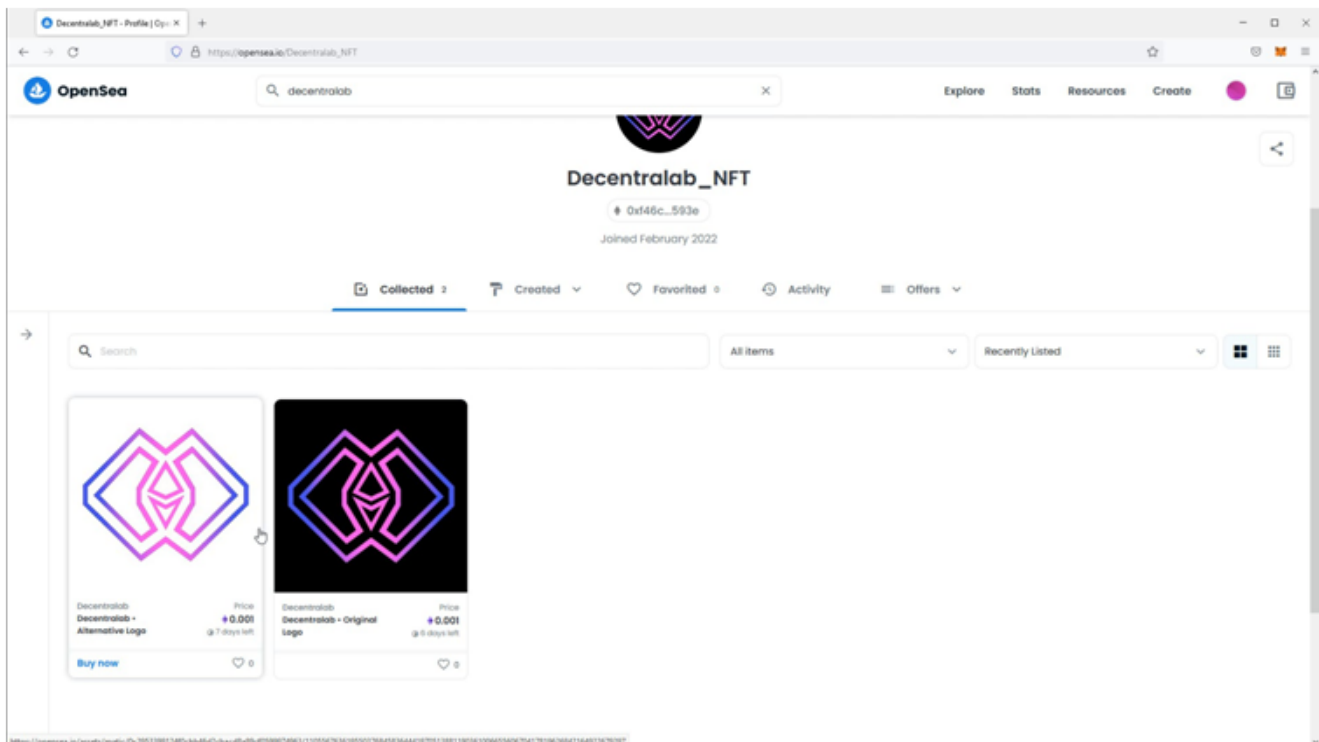 Decentralab_NFT - Profile | Ope
https://opensea.io/Decentralab_NFT
OpenSea
decentralab
Explore
Stats
Resources
Create
Decentralab_NFT
0xf46c...593e
Joined February 2022
Collected 2
Created
Favorited 0
Activity
Offers
Search
All items
Recently Listed
Decentralab
Price
Decentralab - Alternative Logo
0.001
7 days left
Buy now
0
Decentralab
Price
Decentralab - Original Logo
0.001
6 days left
0